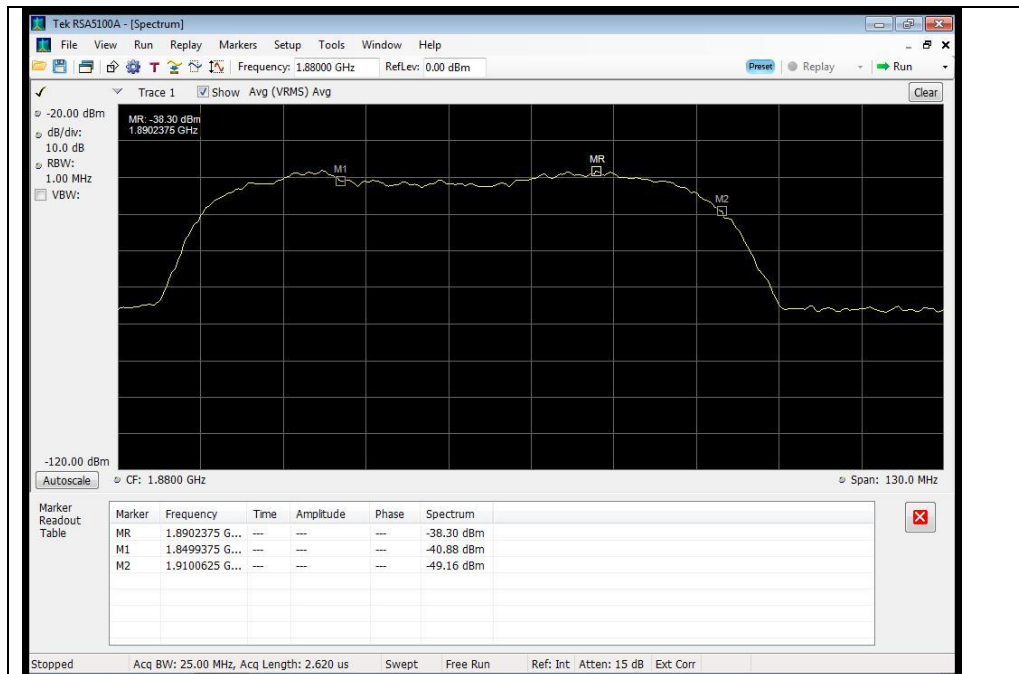 Tek RSA5100A - [Spectrum]
File View Run Replay Markers Setup Tools Window Help
T Frequency: 1.88000 GHz RefLev: 0.00 dBm Preset Replay Run
Trace 1 Show Avg (VRMS) Avg Clear
-20.00 dBm
dB/div:
10.0 dB
RBW:
1.00 MHz
VBW:
MR: -38.30 dBm
1.8902375 GHz
M1
MR
M2
-120.00 dBm
Autoscale CF: 1.8800 GHz Span: 130.0 MHz
Marker
Readout
Table
Marker Frequency Time Amplitude Phase Spectrum
MR 1.8902375 G... --- --- --- -38.30 dBm
M1 1.8499375 G... --- --- --- -40.88 dBm
M2 1.9100625 G... --- --- --- -49.16 dBm
Stopped Acq BW: 25.00 MHz, Acq Length: 2.620 us Swept Free Run Ref: Int Atten: 15 dB Ext Corr